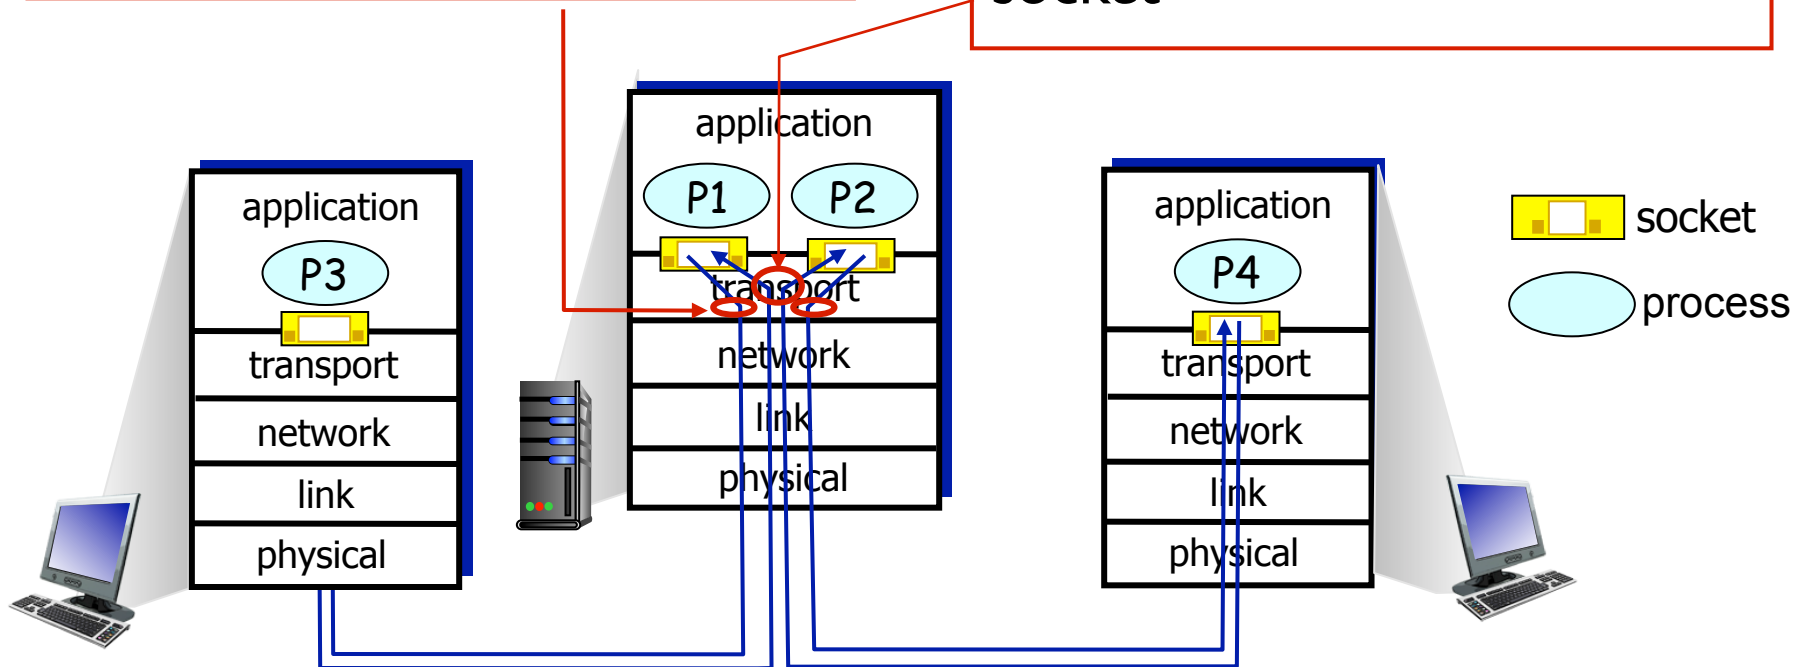 socket
application
P1 P2
transport
network
link
physical
application
P3
transport
network
link
physical
application
P4
transport
network
link
physical
socket
process